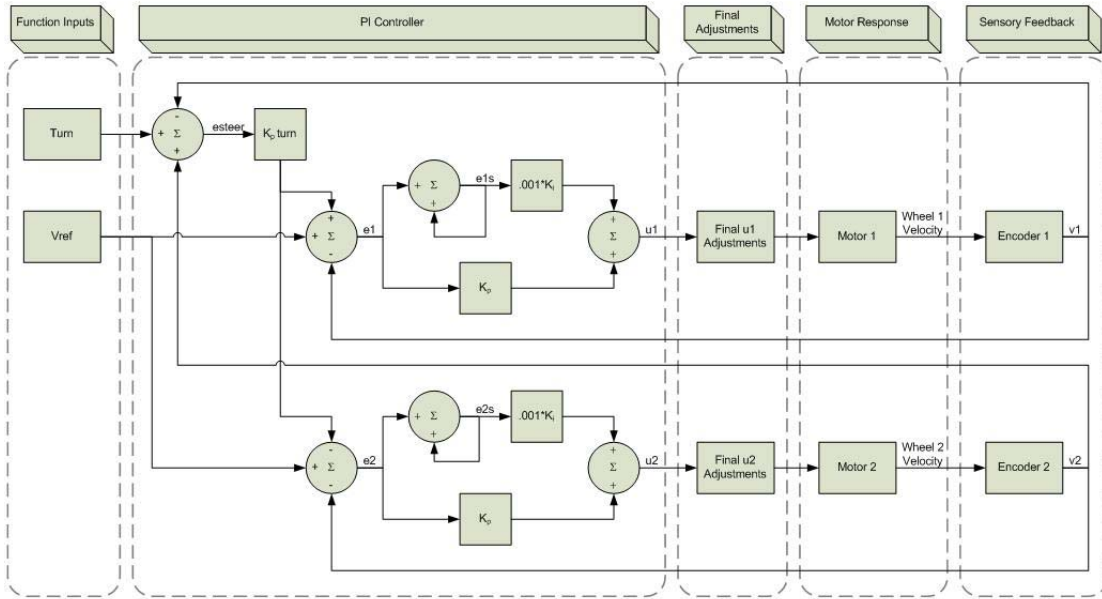 Function Inputs
PI Controller
Final
Adjustments
Motor Response
Sensory Feedback
Turn
-
+ Σ
+
esteer
Kₚ turn
Vref
+
+ Σ
-
e1
+ Σ
+
e1s
.001*Kᵢ
Kₚ
+
Σ
+
u1
Final u1
Adjustments
Motor 1
Wheel 1
Velocity
Encoder 1
v1
-
+ Σ
-
e2
+ Σ
+
e2s
.001*Kᵢ
Kₚ
+
Σ
+
u2
Final u2
Adjustments
Motor 2
Wheel 2
Velocity
Encoder 2
v2